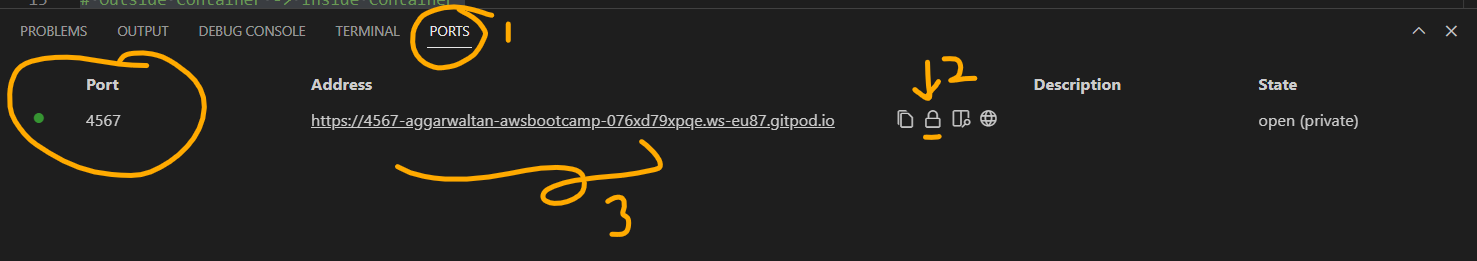 15 # Outside Container -> Inside Container
PROBLEMS OUTPUT DEBUG CONSOLE TERMINAL PORTS 1
2
Port Address Description State
4567 https://4567-aggarwaltan-awsbootcamp-076xd79xpqe.ws-eu87.gitpod.io open (private)
3